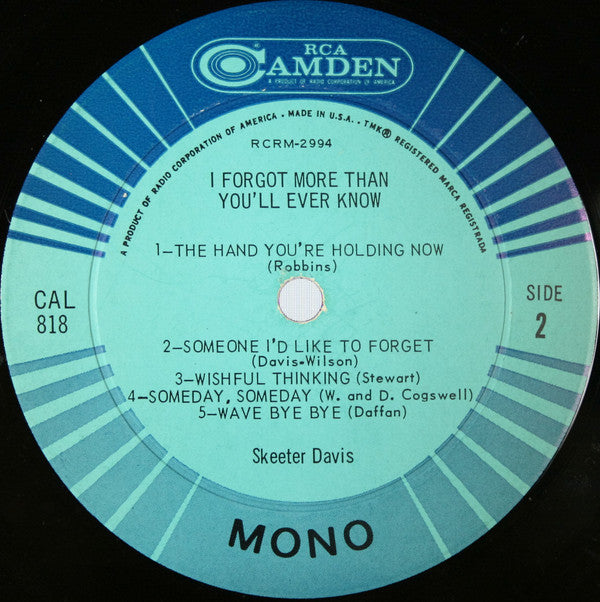 RCA
CAMDEN
A PRODUCT OF RADIO CORPORATION OF AMERICA
A PRODUCT OF RADIO CORPORATION OF AMERICA • MADE IN U.S.A. • TMK® REGISTERED MARCA REGISTRADA
RCRM-2994
I FORGOT MORE THAN
YOU'LL EVER KNOW
1—THE HAND YOU'RE HOLDING NOW
(Robbins)
CAL
818
SIDE
2
2—SOMEONE I'D LIKE TO FORGET
(Davis-Wilson)
3—WISHFUL THINKING (Stewart)
4—SOMEDAY, SOMEDAY (W. and D. Cogswell)
5—WAVE BYE BYE (Daffan)
Skeeter Davis
MONO